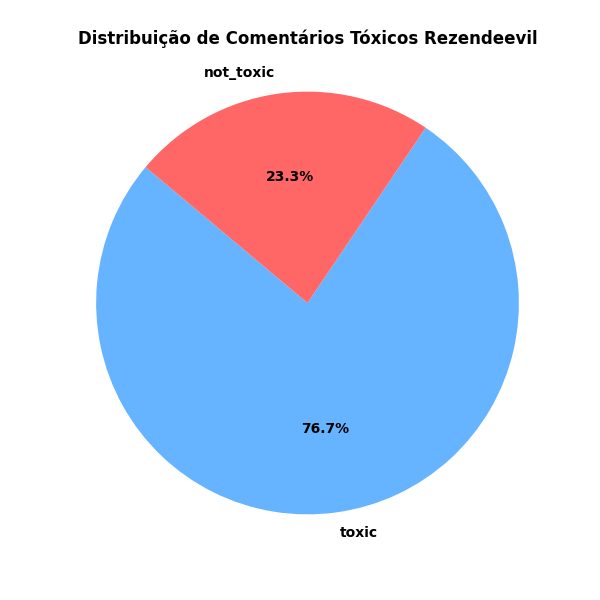 Distribuição de Comentários Tóxicos Rezendeevil
not_toxic
23.3%
76.7%
toxic